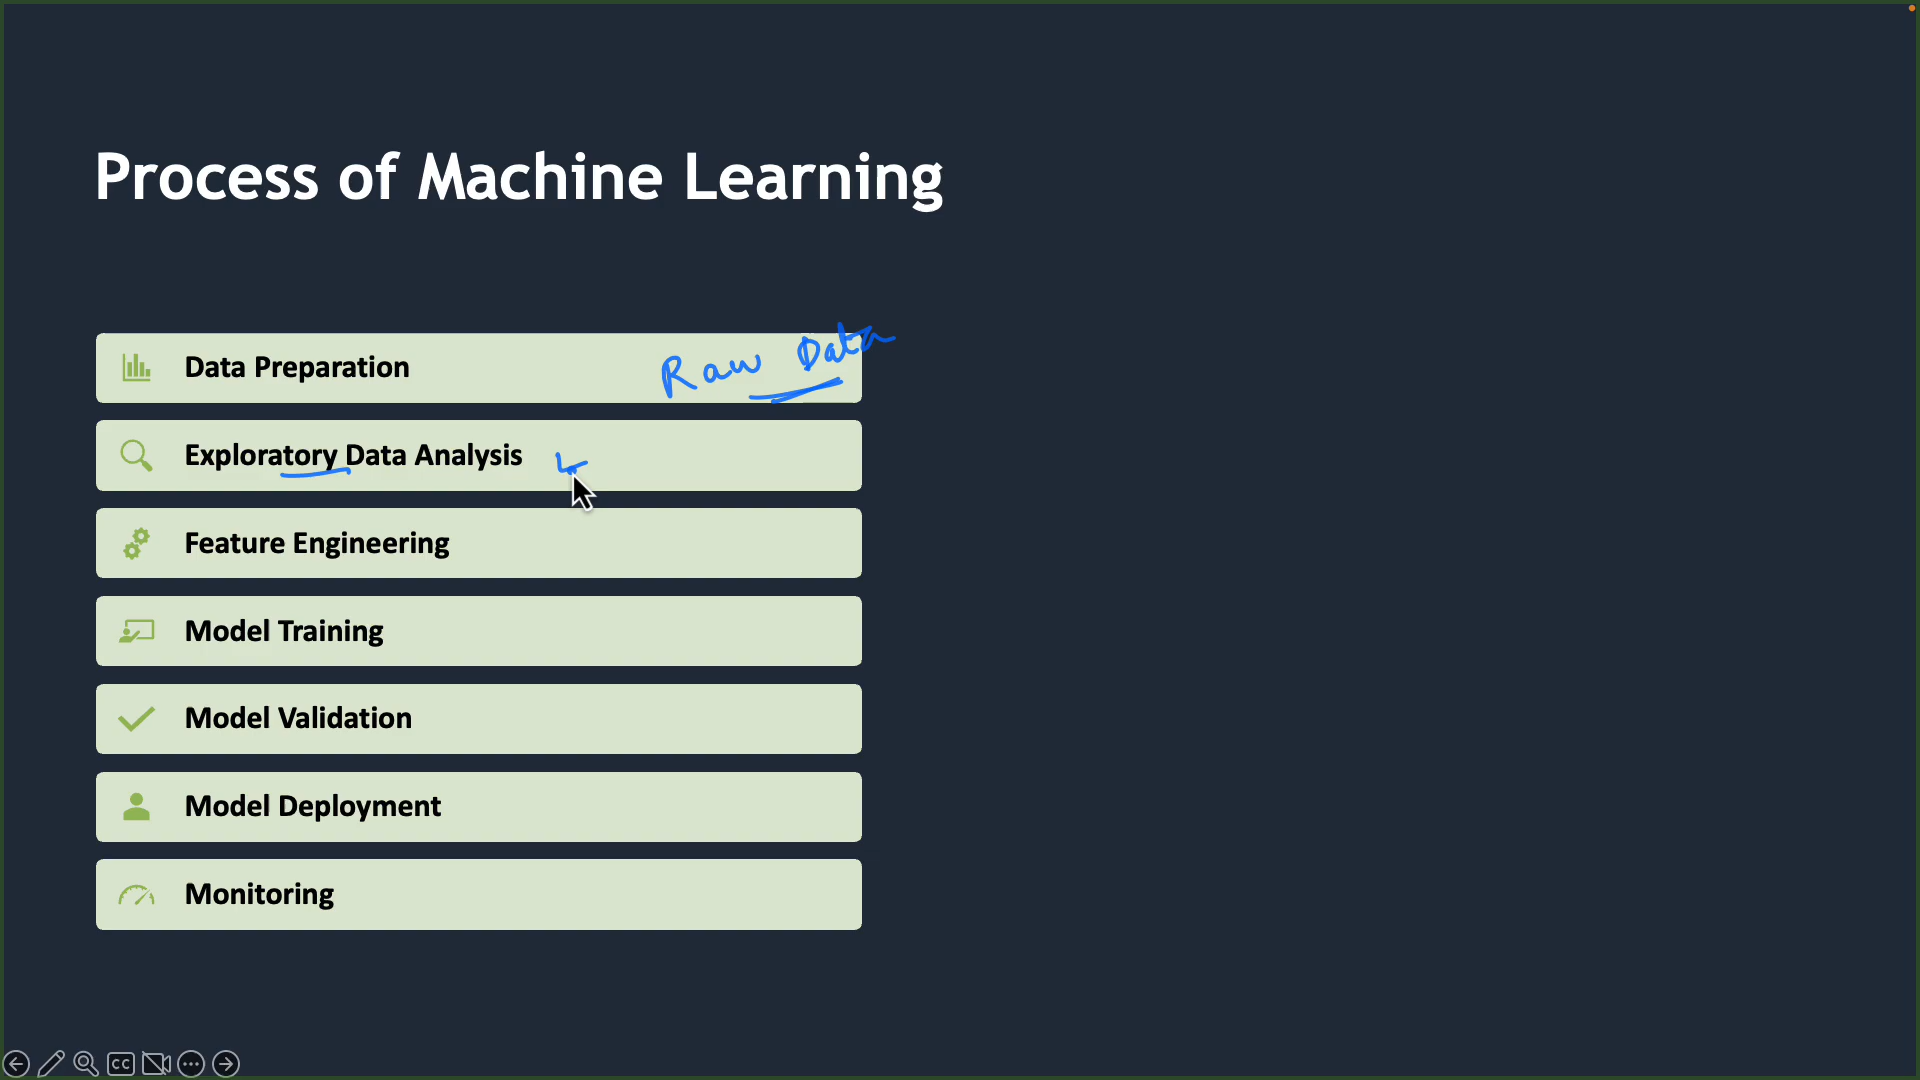 Process of Machine Learning
Data Preparation Raw Data
Exploratory Data Analysis
Feature Engineering
Model Training
Model Validation
Model Deployment
Monitoring
CC